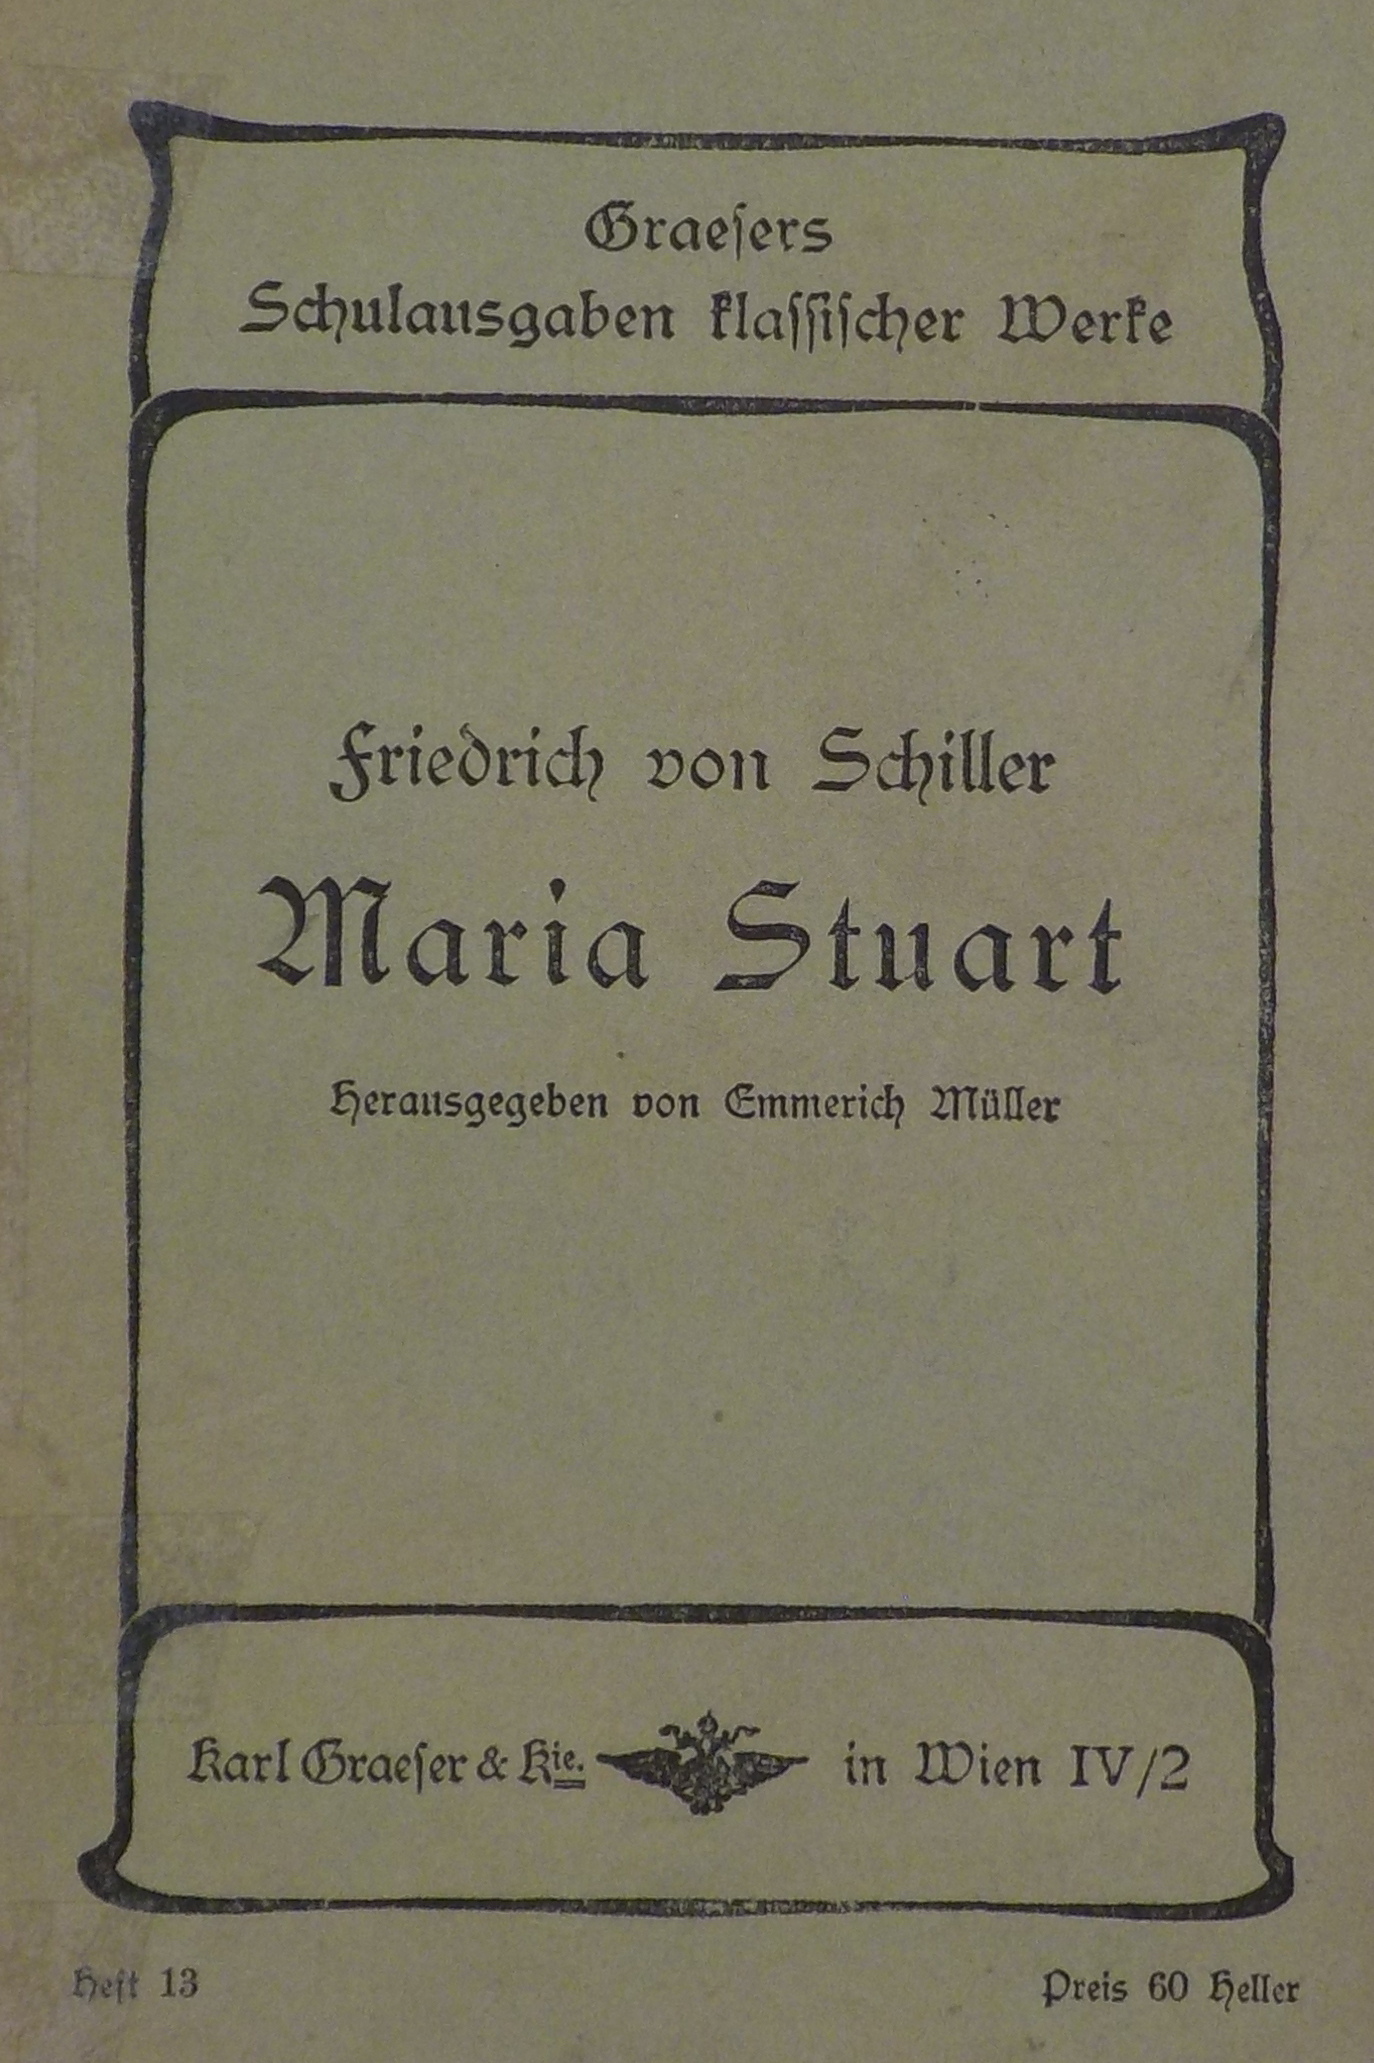 Graesers
Schulausgaben klassischer Werke
Friedrich von Schiller
Maria Stuart
Herausgegeben von Emmerich Müller
Karl Graeser & Kie. in Wien IV/2
Heft 13
Preis 60 Heller